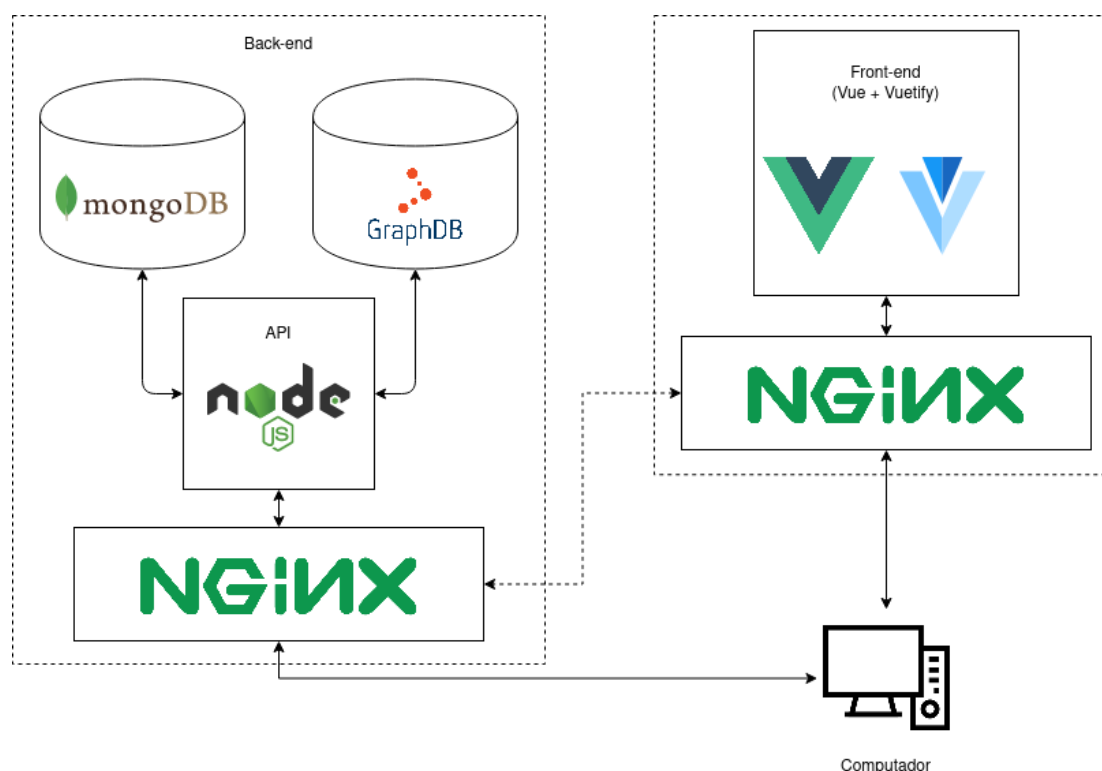 Back-end
mongoDB
GraphDB
API
node
JS
NGINX
Front-end
(Vue + Vuetify)
NGINX
Computador